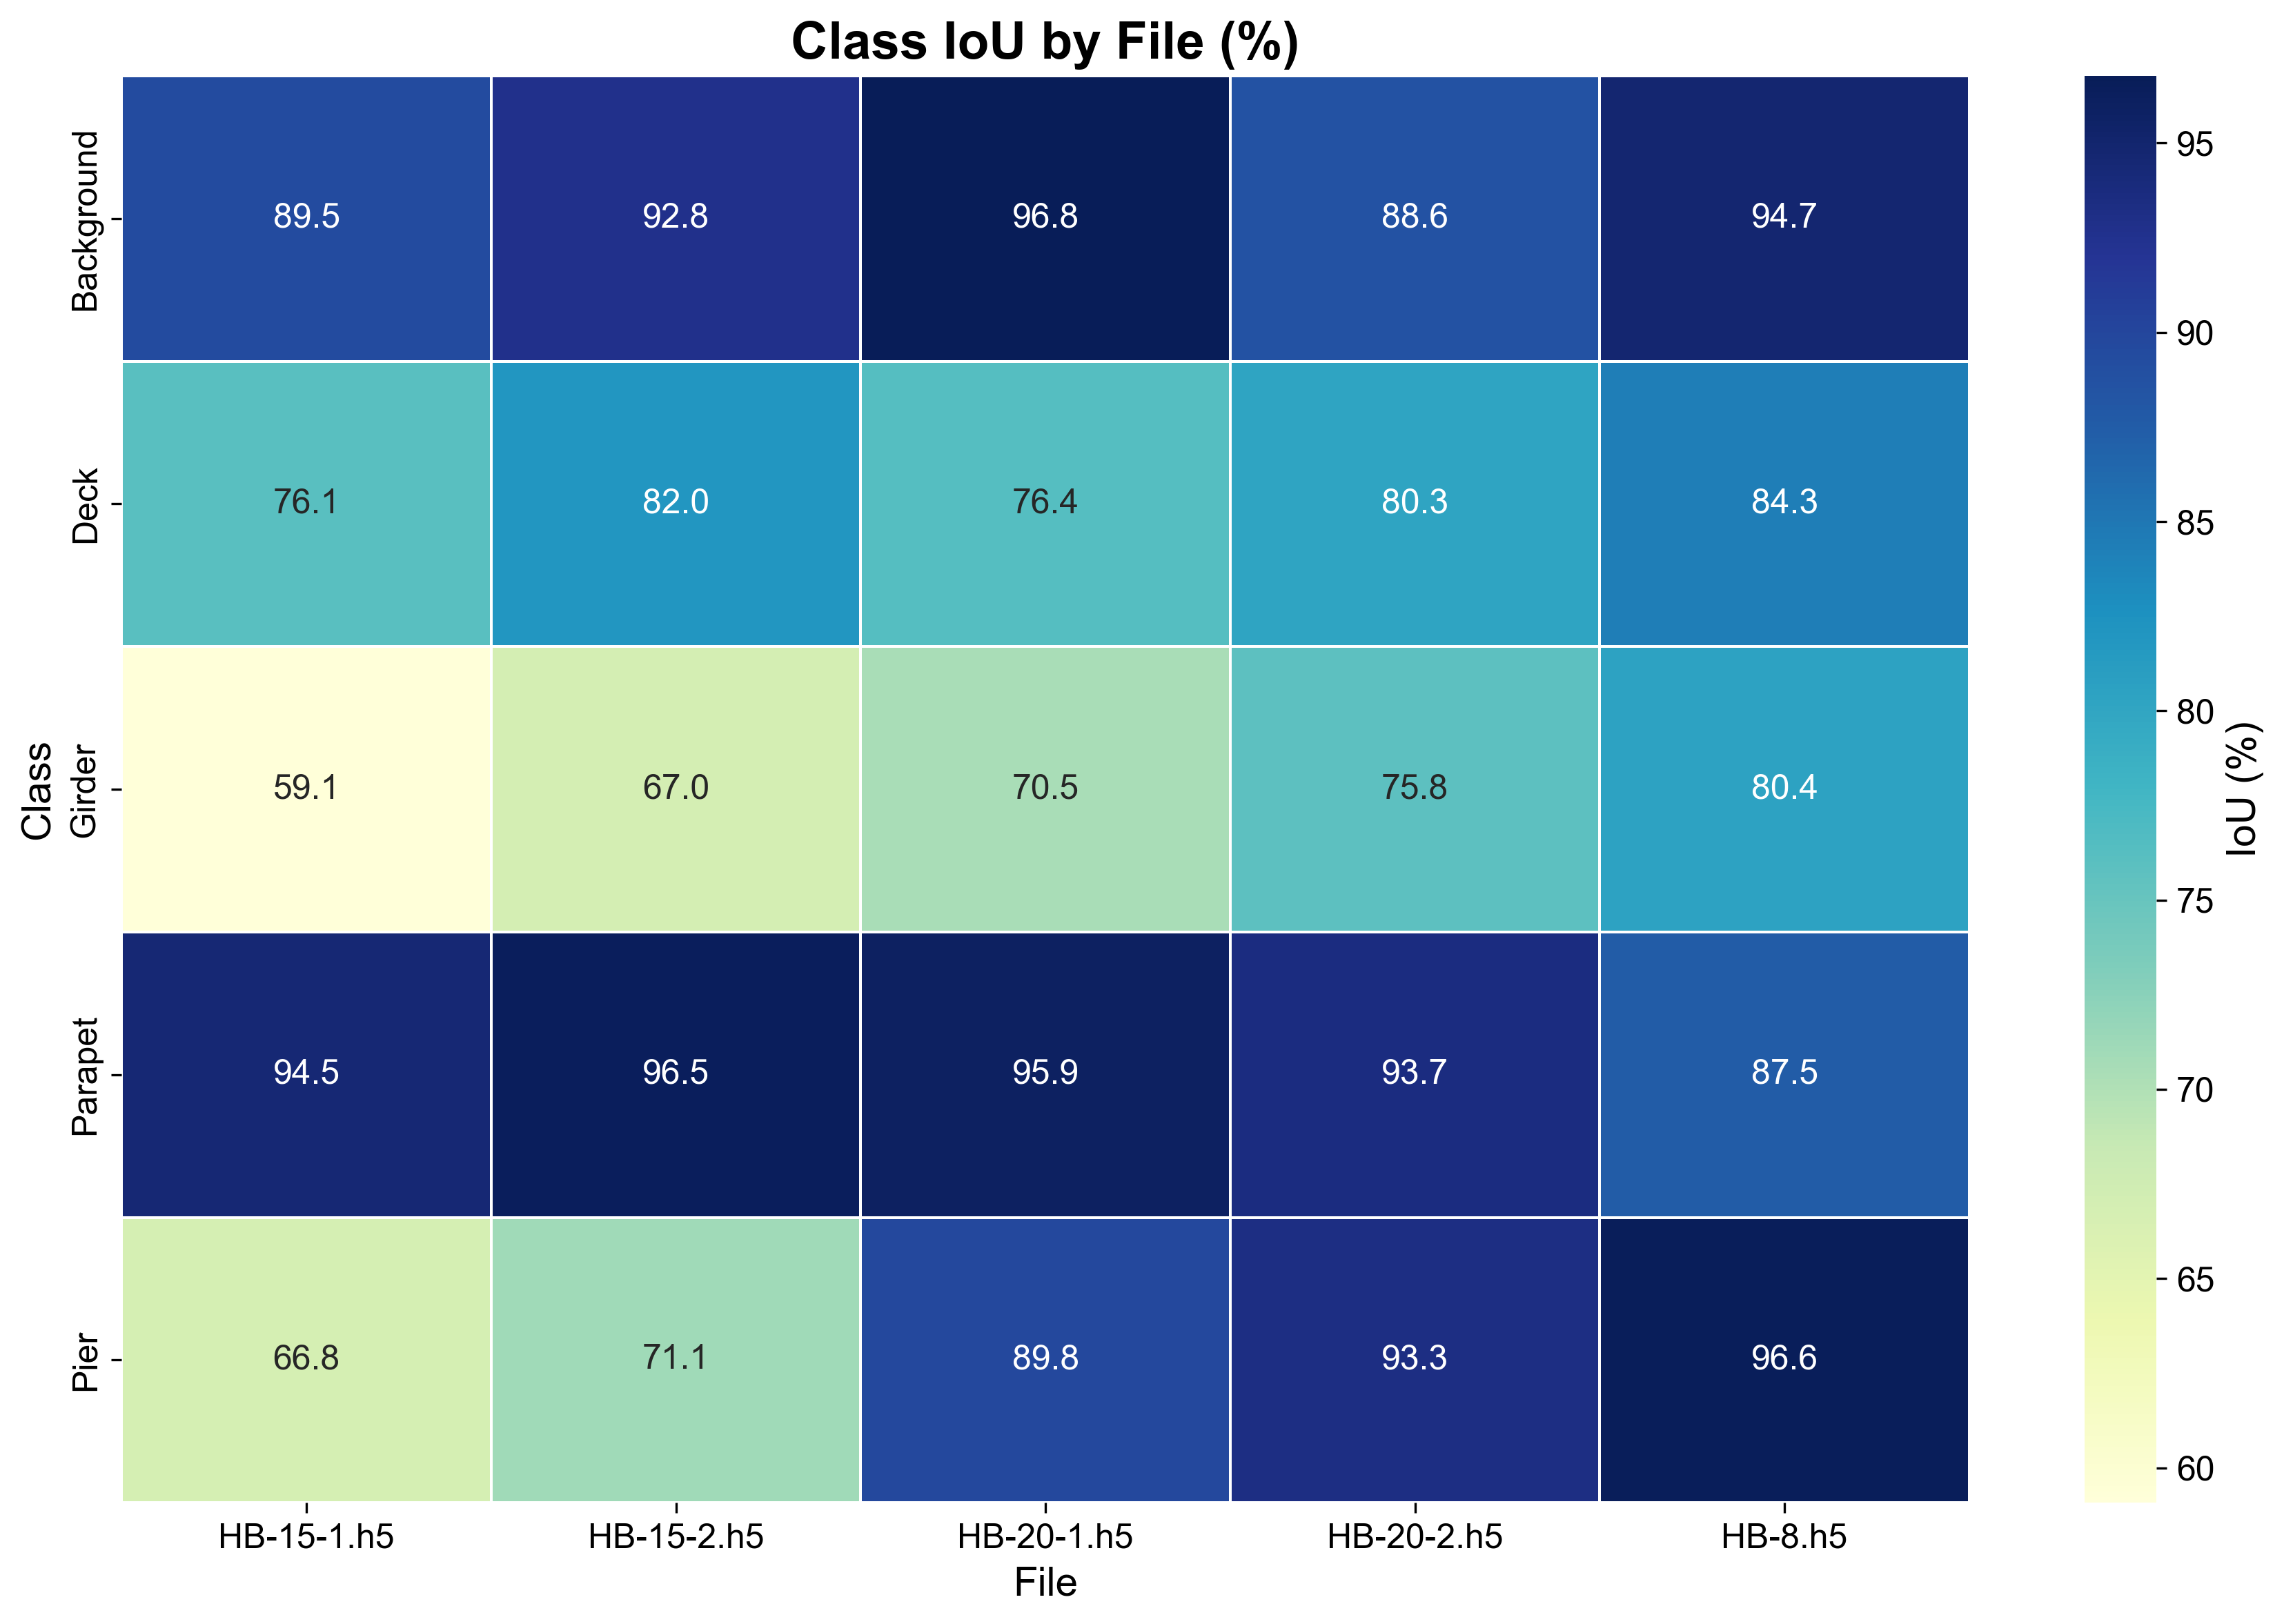 Class IoU by File (%)
Class
Background
89.5 92.8 96.8 88.6 94.7
Deck
76.1 82.0 76.4 80.3 84.3
Girder
59.1 67.0 70.5 75.8 80.4
Parapet
94.5 96.5 95.9 93.7 87.5
Pier
66.8 71.1 89.8 93.3 96.6
HB-15-1.h5 HB-15-2.h5 HB-20-1.h5 HB-20-2.h5 HB-8.h5
File
95
90
85
80
75
70
65
60
IoU (%)